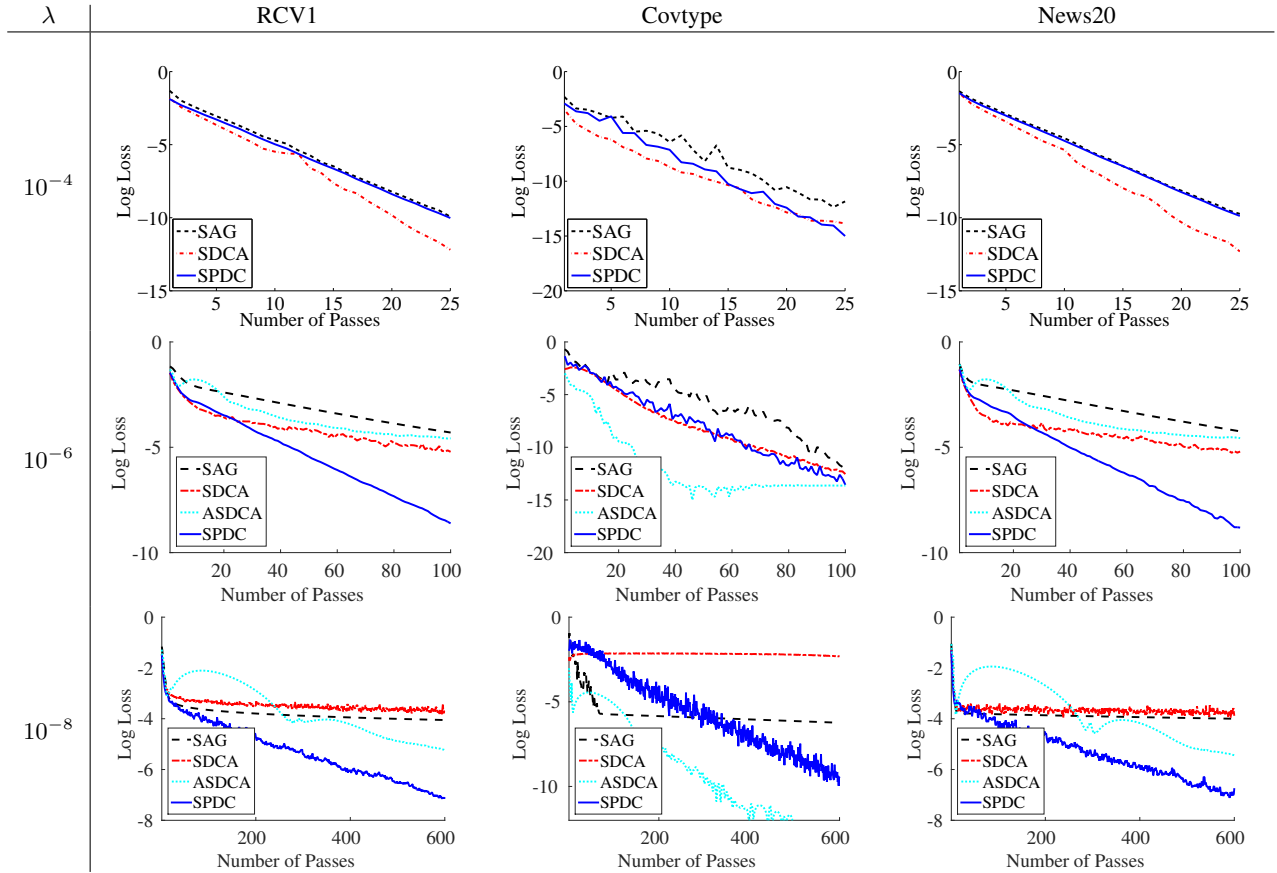 λ RCV1 Covtype News20
10⁻⁴
0
−5
−10
−15
Log Loss
5 10 15 20 25
Number of Passes
SAG
SDCA
SPDC
0
−5
−10
−15
−20
Log Loss
5 10 15 20 25
Number of Passes
SAG
SDCA
SPDC
0
−5
−10
−15
Log Loss
5 10 15 20 25
Number of Passes
SAG
SDCA
SPDC
10⁻⁶
0
-5
-10
Log Loss
20 40 60 80 100
Number of Passes
SAG
SDCA
ASDCA
SPDC
0
-5
-10
-15
-20
Log Loss
20 40 60 80 100
Number of Passes
SAG
SDCA
ASDCA
SPDC
0
-5
-10
Log Loss
20 40 60 80 100
Number of Passes
SAG
SDCA
ASDCA
SPDC
10⁻⁸
0
-2
-4
-6
-8
Log Loss
200 400 600
Number of Passes
SAG
SDCA
ASDCA
SPDC
0
-5
-10
Log Loss
200 400 600
Number of Passes
SAG
SDCA
ASDCA
SPDC
0
-2
-4
-6
-8
Log Loss
200 400 600
Number of Passes
SAG
SDCA
ASDCA
SPDC